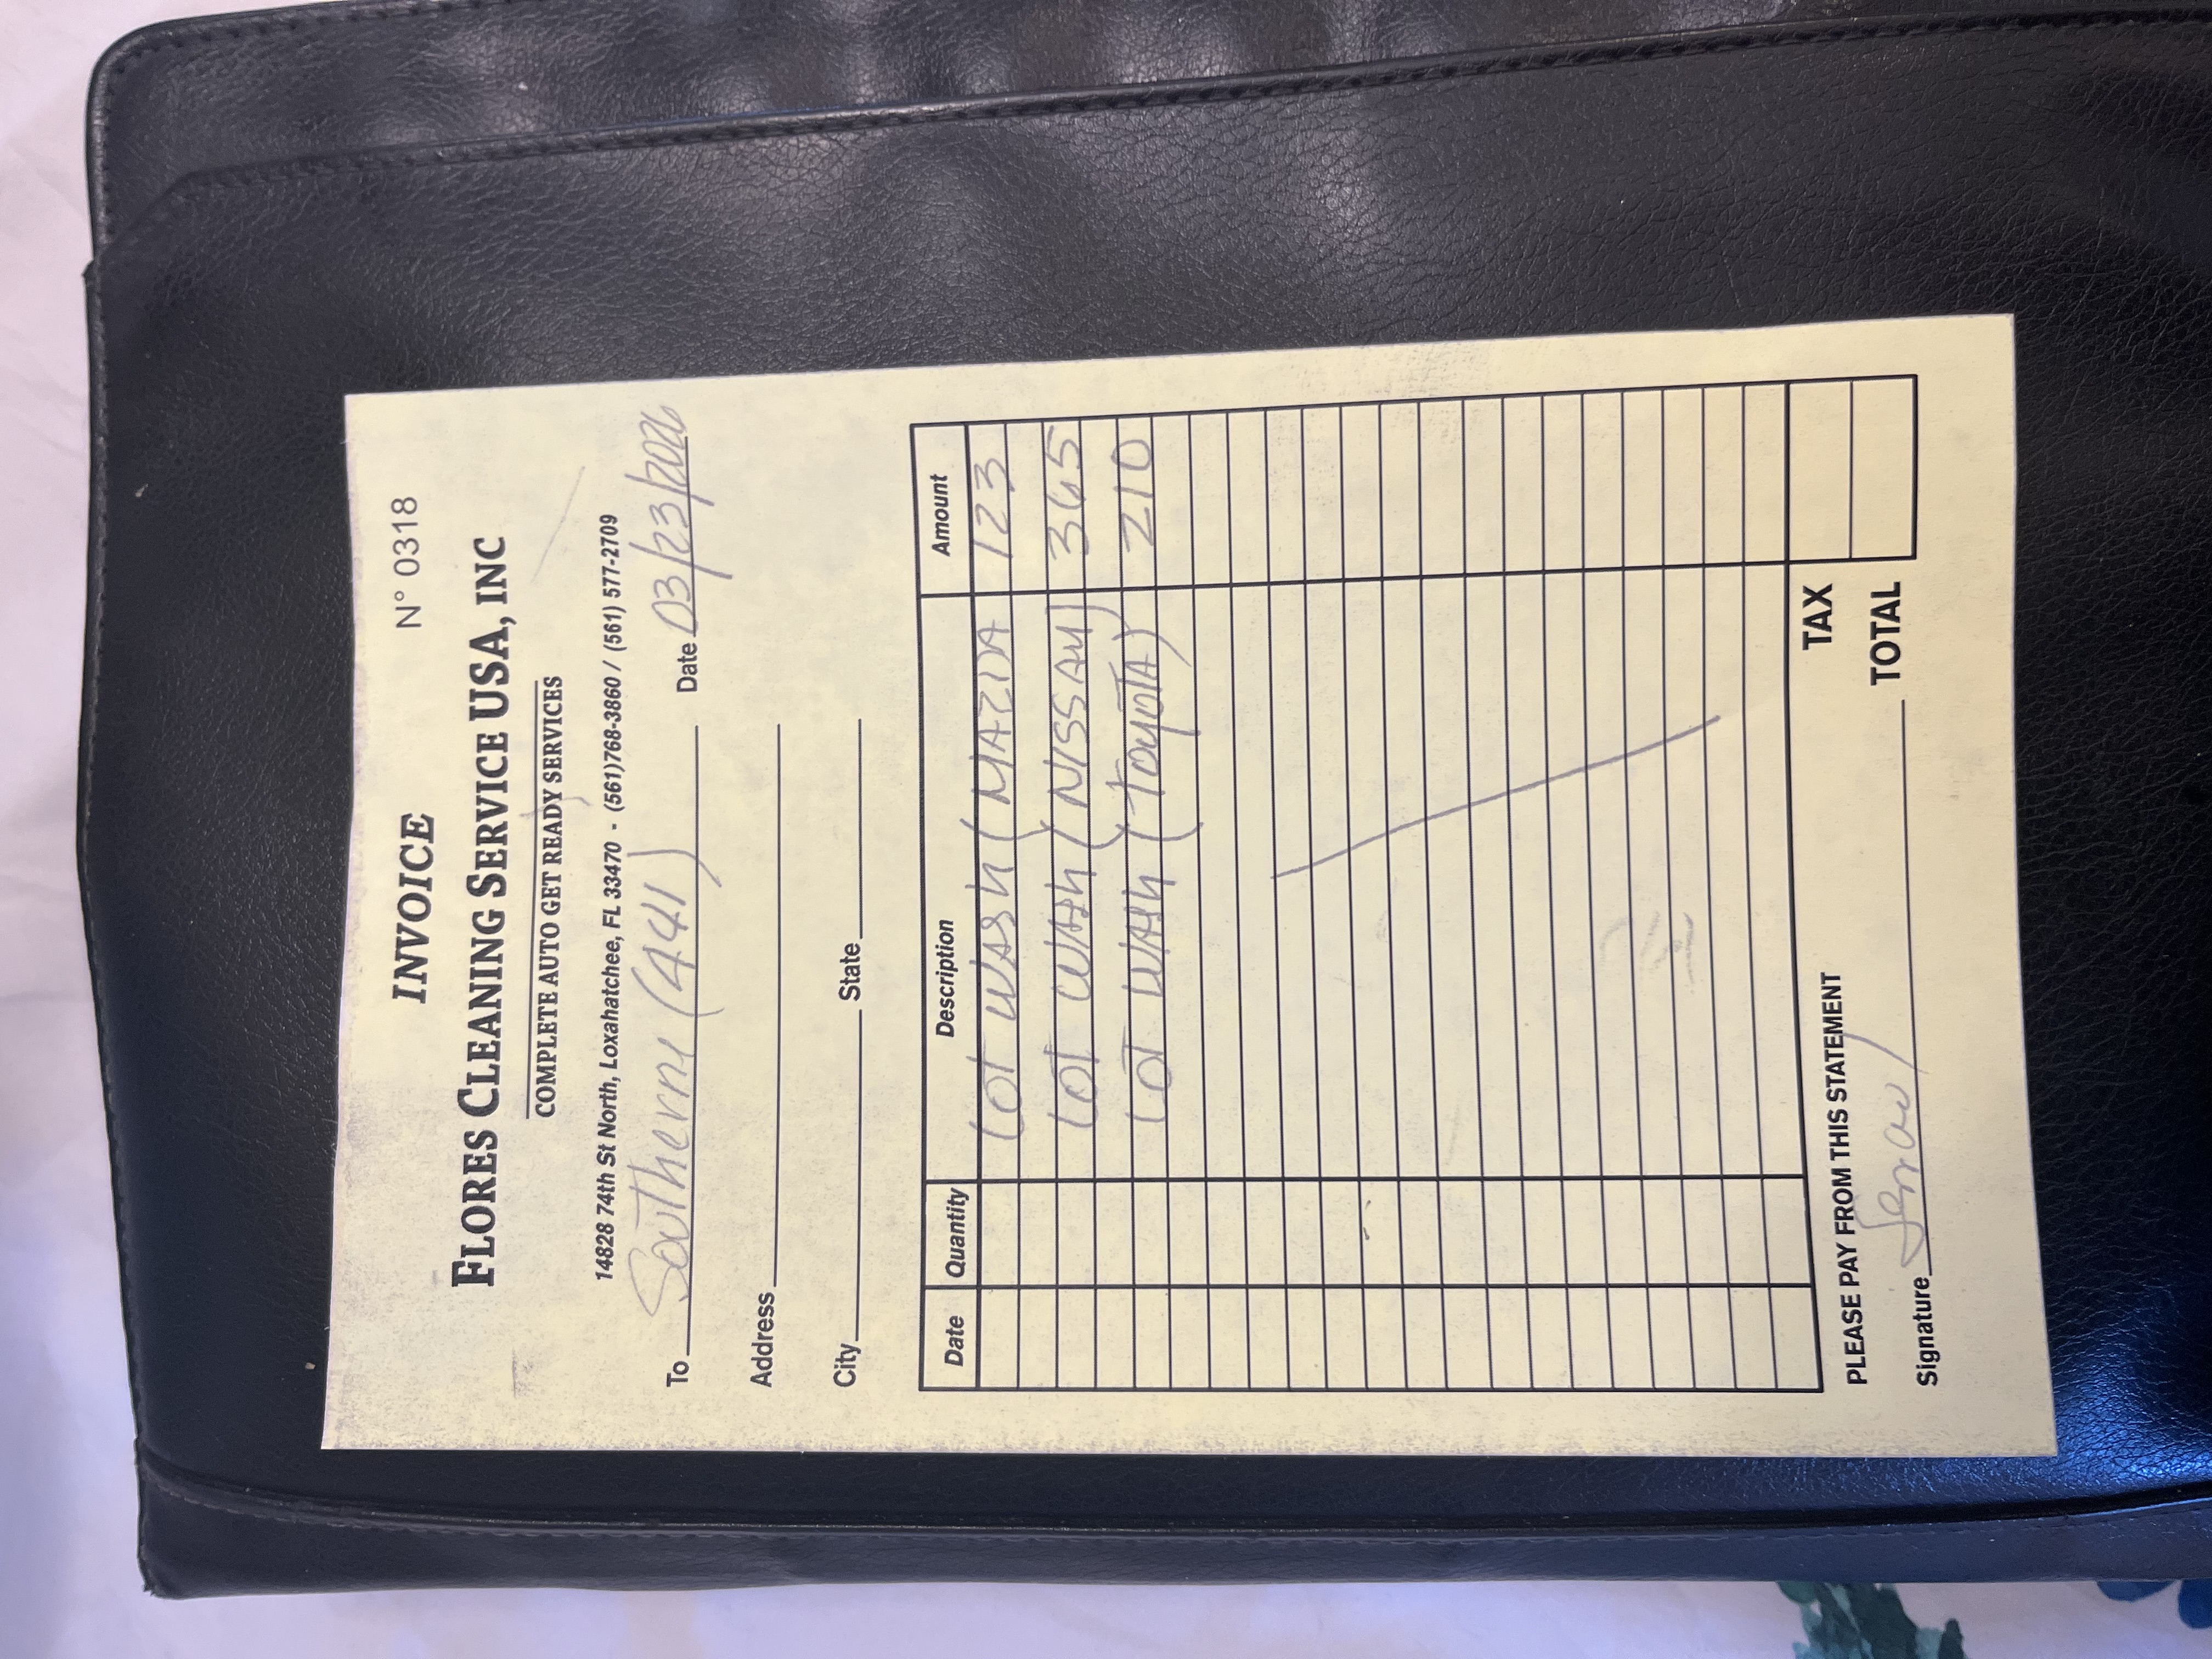 INVOICE N° 0318
FLORES CLEANING SERVICE USA, INC
COMPLETE AUTO GET READY SERVICES
14828 74th St North, Loxahatchee, FL 33470 - (561)768-3860 / (561) 577-2709
To Southern (441) Date 03/23/2026
Address
City State
Date Quantity Description Amount
LOT WASh (MAZDA 123
LOT WASh (NISSAN) 365
LOT WASh (Toyota) 210
PLEASE PAY FROM THIS STATEMENT TAX
Signature TOTAL